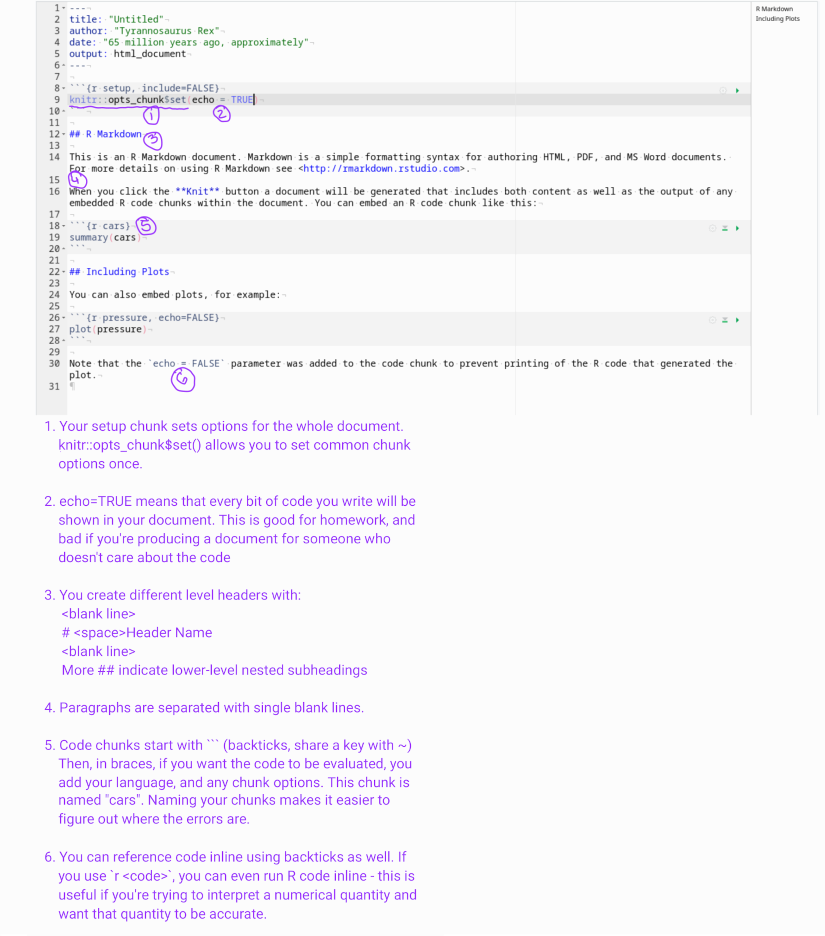 1 ---
2 title: "Untitled"
3 author: "Tyrannosaurus Rex"
4 date: "65 million years ago, approximately"
5 output: html_document
6 ---
7
8 ```{r setup, include=FALSE}
9 knitr::opts_chunk$set(echo = TRUE)
10
1
2
11
12 ## R Markdown
3
13
14 This is an R Markdown document. Markdown is a simple formatting syntax for authoring HTML, PDF, and MS Word documents.
For more details on using R Markdown see <http://rmarkdown.rstudio.com>.
15
4
16 When you click the **Knit** button a document will be generated that includes both content as well as the output of any
embedded R code chunks within the document. You can embed an R code chunk like this:
17
18 ```{r cars}
5
19 summary(cars)
20 ```
21
22 ## Including Plots
23
24 You can also embed plots, for example:
25
26 ```{r pressure, echo=FALSE}
27 plot(pressure)
28 ```
29
30 Note that the `echo = FALSE` parameter was added to the code chunk to prevent printing of the R code that generated the
plot.
6
31 ¶
R Markdown
Including Plots
1. Your setup chunk sets options for the whole document.
knitr::opts_chunk$set() allows you to set common chunk
options once.
2. echo=TRUE means that every bit of code you write will be
shown in your document. This is good for homework, and
bad if you're producing a document for someone who
doesn't care about the code
3. You create different level headers with:
<blank line>
# <space>Header Name
<blank line>
More ## indicate lower-level nested subheadings
4. Paragraphs are separated with single blank lines.
5. Code chunks start with ``` (backticks, share a key with ~)
Then, in braces, if you want the code to be evaluated, you
add your language, and any chunk options. This chunk is
named "cars". Naming your chunks makes it easier to
figure out where the errors are.
6. You can reference code inline using backticks as well. If
you use `r <code>`, you can even run R code inline - this is
useful if you're trying to interpret a numerical quantity and
want that quantity to be accurate.